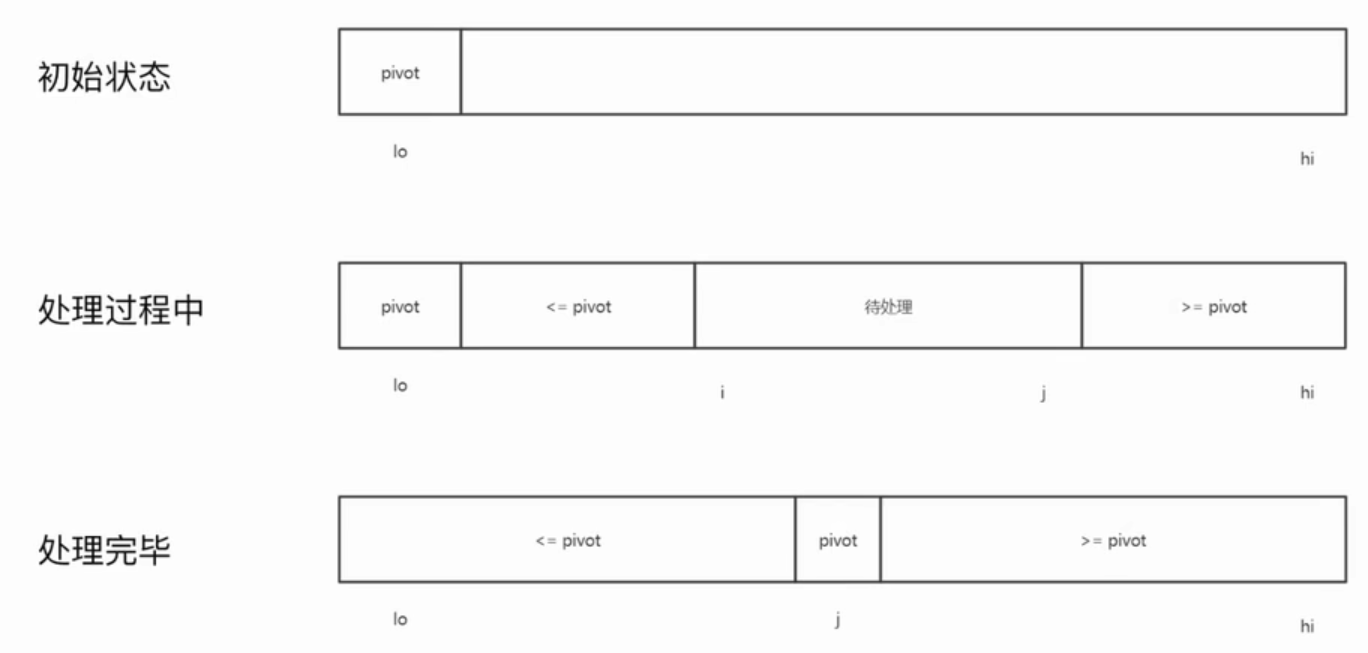 初始状态
pivot
lo
hi
处理过程中
pivot
<= pivot
待处理
>= pivot
lo
i
j
hi
处理完毕
<= pivot
pivot
>= pivot
lo
j
hi